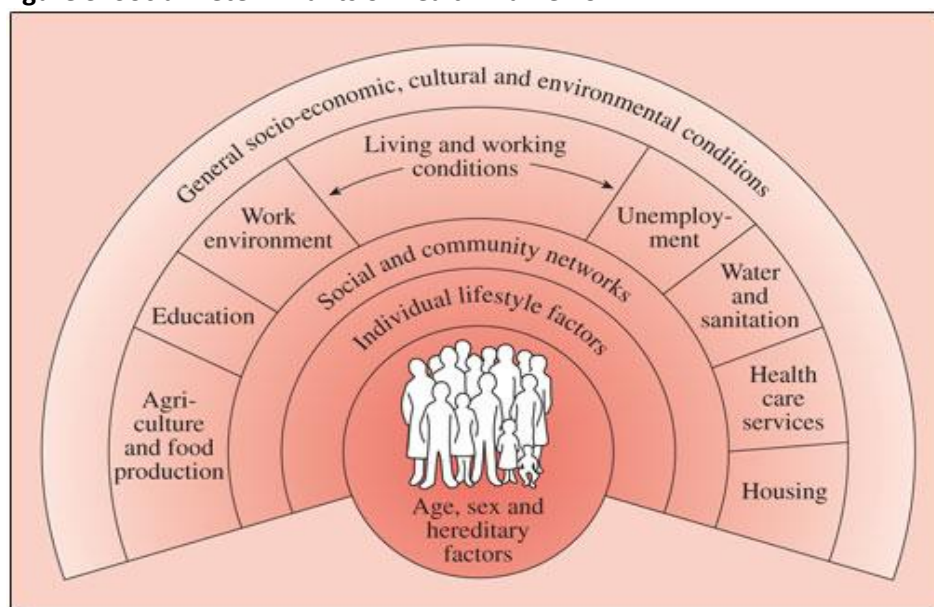 General socio-economic, cultural and environmental conditions
Living and working
conditions
Work
environment
Unemploy-
ment
Education
Water
and
sanitation
Agri-
culture
and food
production
Health
care
services
Housing
Social and community networks
Individual lifestyle factors
Age, sex and
hereditary
factors